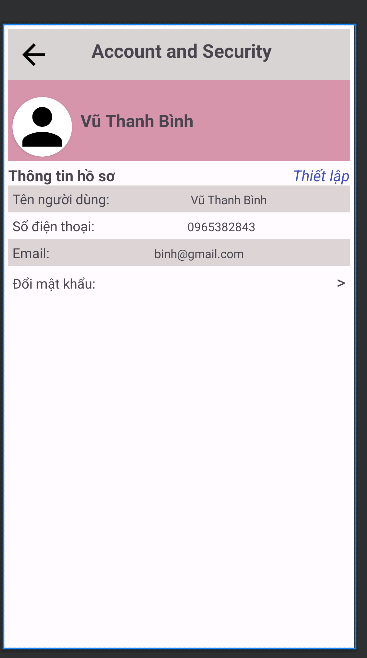 Account and Security
Vũ Thanh Bình
Thông tin hồ sơ Thiết lập
Tên người dùng: Vũ Thanh Bình
Số điện thoại: 0965382843
Email: binh@gmail.com
Đổi mật khẩu: >